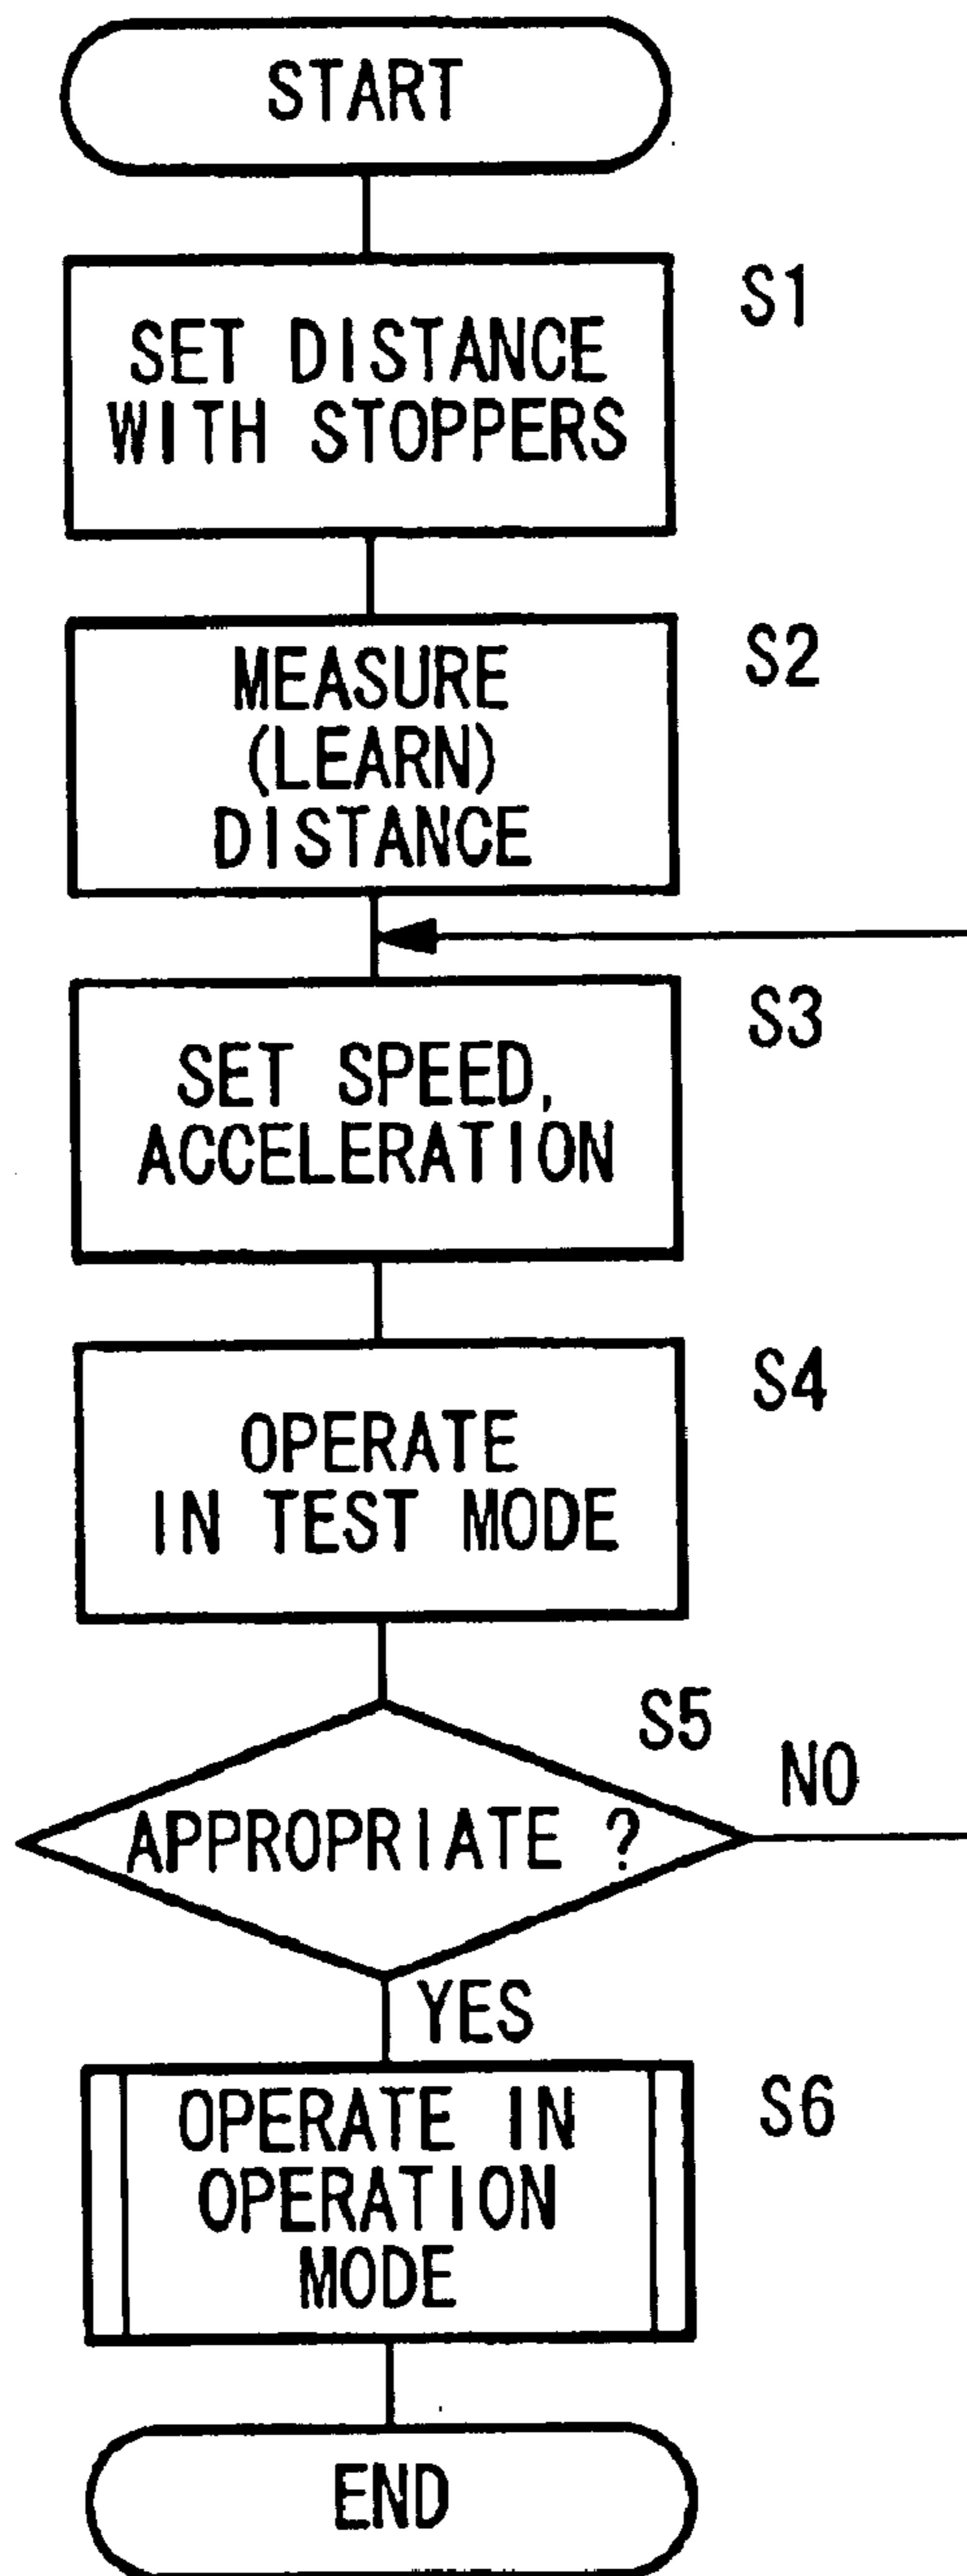 START
S1
SET DISTANCE
WITH STOPPERS
S2
MEASURE
(LEARN)
DISTANCE
S3
SET SPEED,
ACCELERATION
S4
OPERATE
IN TEST MODE
S5
NO
APPROPRIATE ?
YES
S6
OPERATE IN
OPERATION
MODE
END